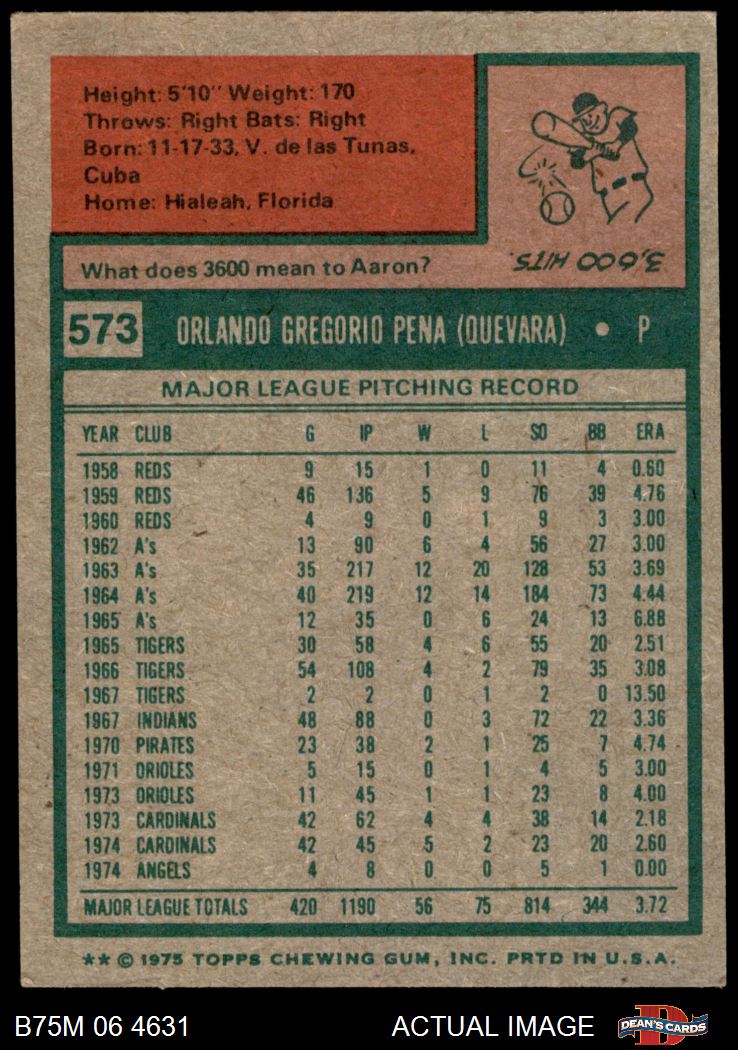 Height: 5'10" Weight: 170
Throws: Right Bats: Right
Born: 11-17-33, V. de las Tunas,
Cuba
Home: Hialeah, Florida
What does 3600 mean to Aaron?
3,600 HITS.
573 ORLANDO GREGORIO PENA (QUEVARA) • P
MAJOR LEAGUE PITCHING RECORD
YEAR CLUB G IP W L SO BB ERA
1958 REDS 9 15 1 0 11 4 0.60
1959 REDS 46 136 5 9 76 39 4.76
1960 REDS 4 9 0 1 9 3 3.00
1962 A's 13 90 6 4 56 27 3.00
1963 A's 35 217 12 20 128 53 3.69
1964 A's 40 219 12 14 184 73 4.44
1965 A's 12 35 0 6 24 13 6.88
1965 TIGERS 30 58 4 6 55 20 2.51
1966 TIGERS 54 108 4 2 79 35 3.08
1967 TIGERS 2 2 0 1 2 0 13.50
1967 INDIANS 48 88 0 3 72 22 3.36
1970 PIRATES 23 38 2 1 25 7 4.74
1971 ORIOLES 5 15 0 1 4 5 3.00
1973 ORIOLES 11 45 1 1 23 8 4.00
1973 CARDINALS 42 62 4 4 38 14 2.18
1974 CARDINALS 42 45 5 2 23 20 2.60
1974 ANGELS 4 8 0 0 5 1 0.00
MAJOR LEAGUE TOTALS 420 1190 56 75 814 344 3.72
** © 1975 TOPPS CHEWING GUM, INC. PRTD IN U.S.A.
B75M 06 4631 ACTUAL IMAGE D DEAN'S CARDS